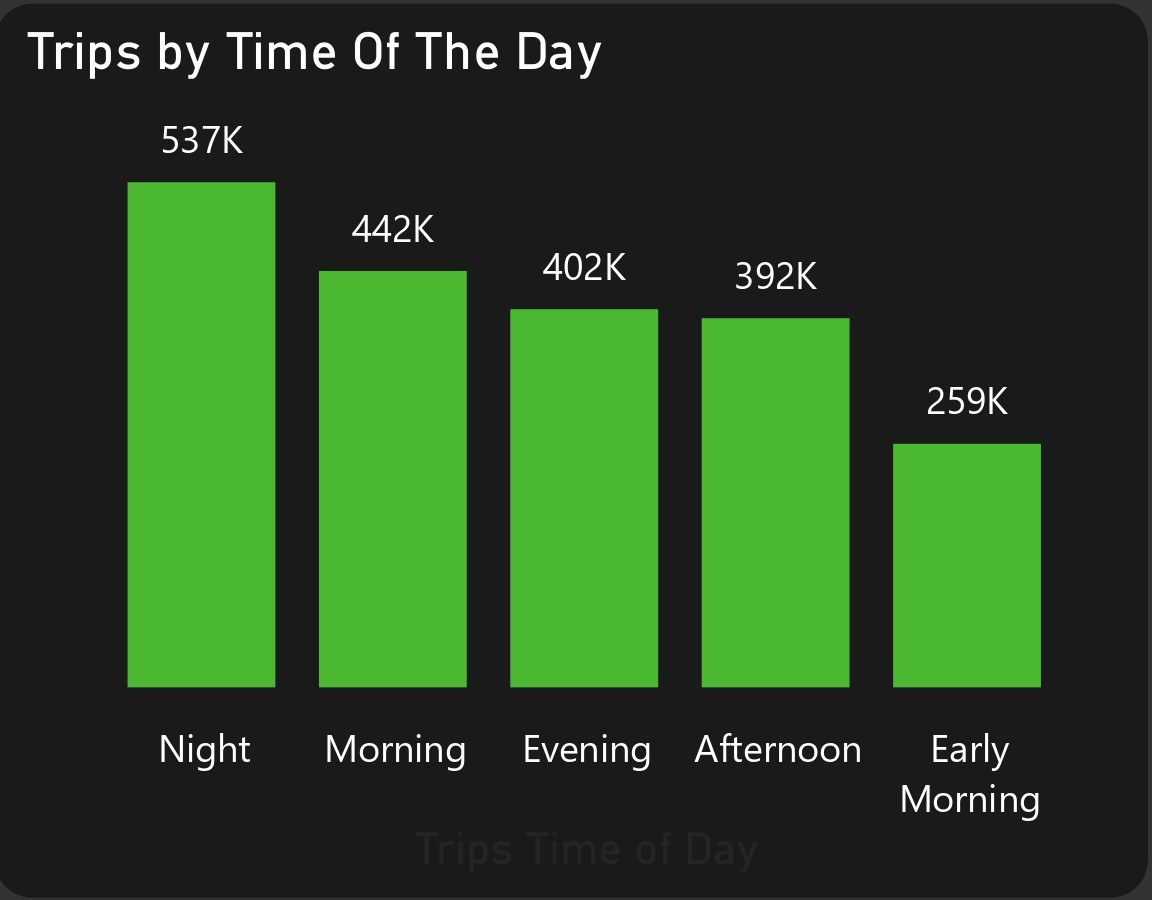 Trips by Time Of The Day
537K
442K
402K
392K
259K
Night
Morning
Evening
Afternoon
Early
Morning
Trips Time of Day